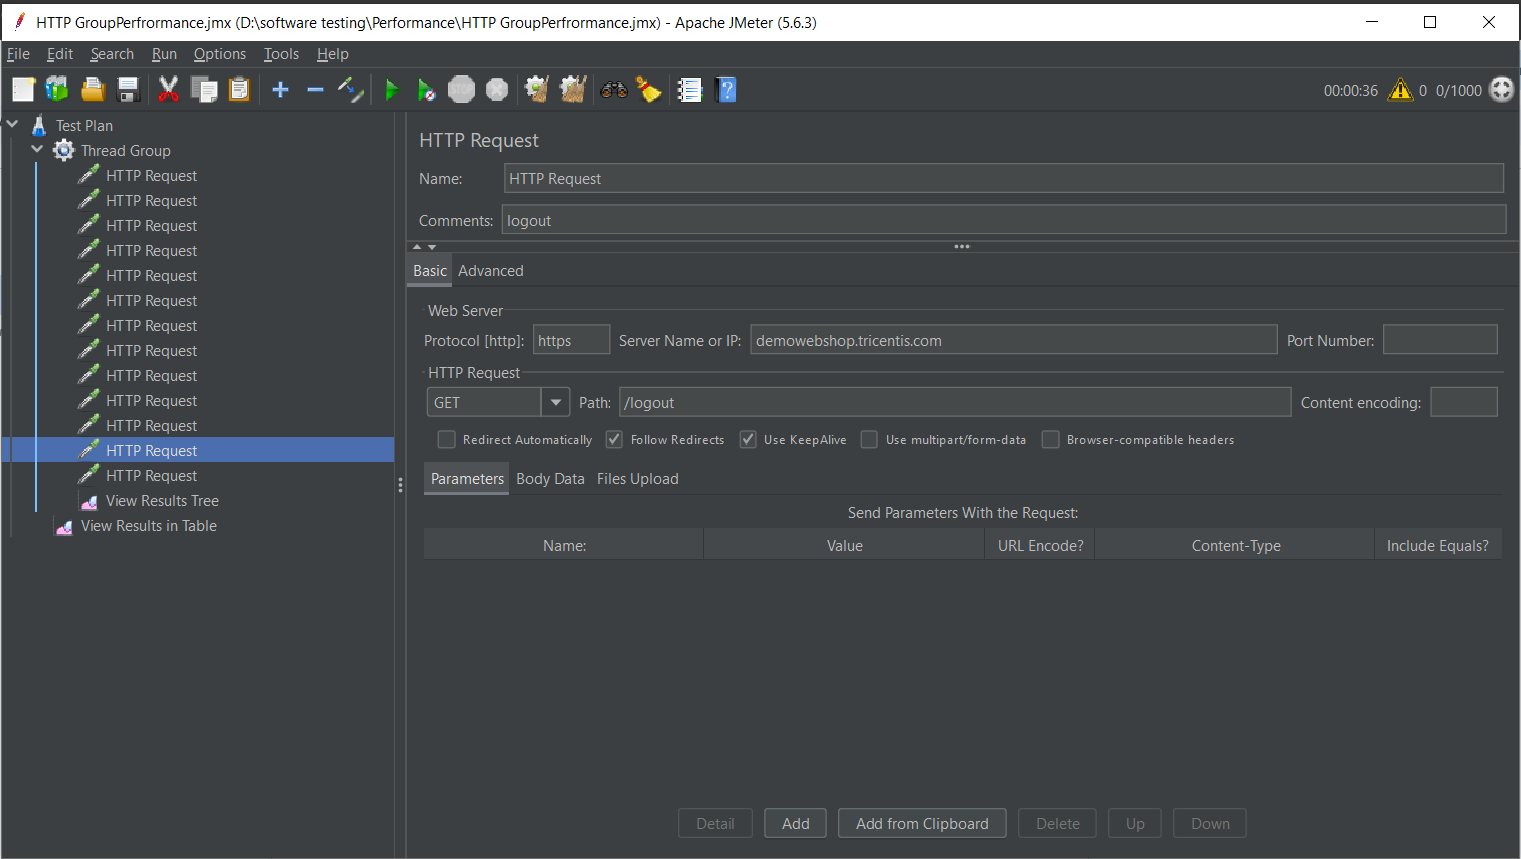 HTTP GroupPerfrormance.jmx (D:\software testing\Performance\HTTP GroupPerfrormance.jmx) - Apache JMeter (5.6.3)
File Edit Search Run Options Tools Help
STOP
?
00:00:36 0 0/1000
Test Plan
Thread Group
HTTP Request
HTTP Request
HTTP Request
HTTP Request
HTTP Request
HTTP Request
HTTP Request
HTTP Request
HTTP Request
HTTP Request
HTTP Request
HTTP Request
HTTP Request
View Results Tree
View Results in Table
HTTP Request
Name: HTTP Request
Comments: logout
Basic Advanced
Web Server
Protocol [http]: https Server Name or IP: demowebshop.tricentis.com Port Number:
HTTP Request
GET Path: /logout Content encoding:
Redirect Automatically Follow Redirects Use KeepAlive Use multipart/form-data Browser-compatible headers
Parameters Body Data Files Upload
Send Parameters With the Request:
Name: Value URL Encode? Content-Type Include Equals?
Detail Add Add from Clipboard Delete Up Down